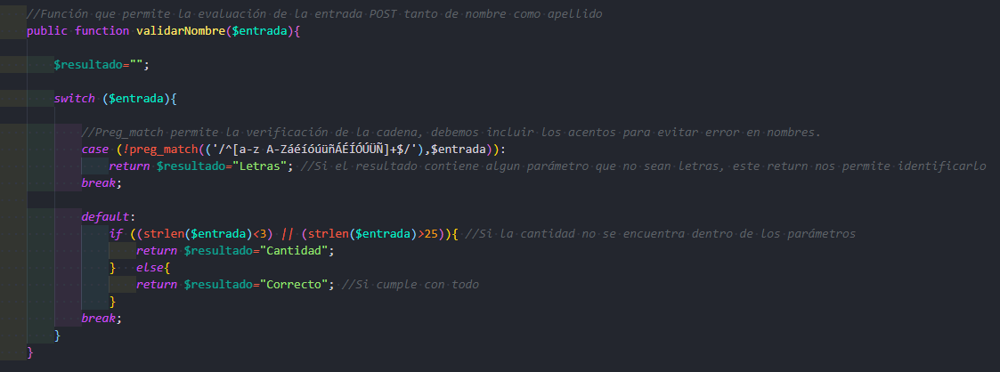 //Función que permite la evaluación de la entrada POST tanto de nombre como apellido
public function validarNombre($entrada){
$resultado="";
switch ($entrada){
//Preg_match permite la verificación de la cadena, debemos incluir los acentos para evitar error en nombres.
case (!preg_match(('/^[a-z A-ZáéíóúüñÁÉÍÓÚÜÑ]+$/'),$entrada)):
return $resultado="Letras"; //Si el resultado contiene algun parámetro que no sean letras, este return nos permite identificarlo
break;
default:
if ((strlen($entrada)<3) || (strlen($entrada)>25)){ //Si la cantidad no se encuentra dentro de los parámetros
return $resultado="Cantidad";
} else{
return $resultado="Correcto"; //Si cumple con todo
}
break;
}
}